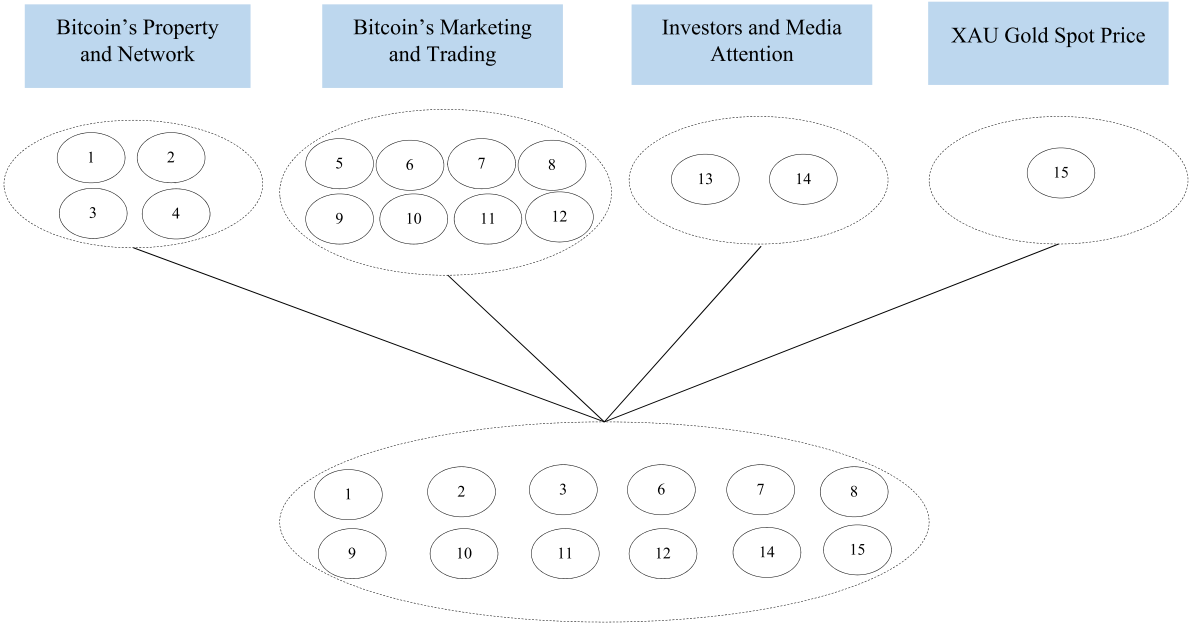 Bitcoin's Property
and Network
Bitcoin's Marketing
and Trading
Investors and Media
Attention
XAU Gold Spot Price
1 2
3 4
5 6 7 8
9 10 11 12
13 14
15
1 2 3 6 7 8
9 10 11 12 14 15